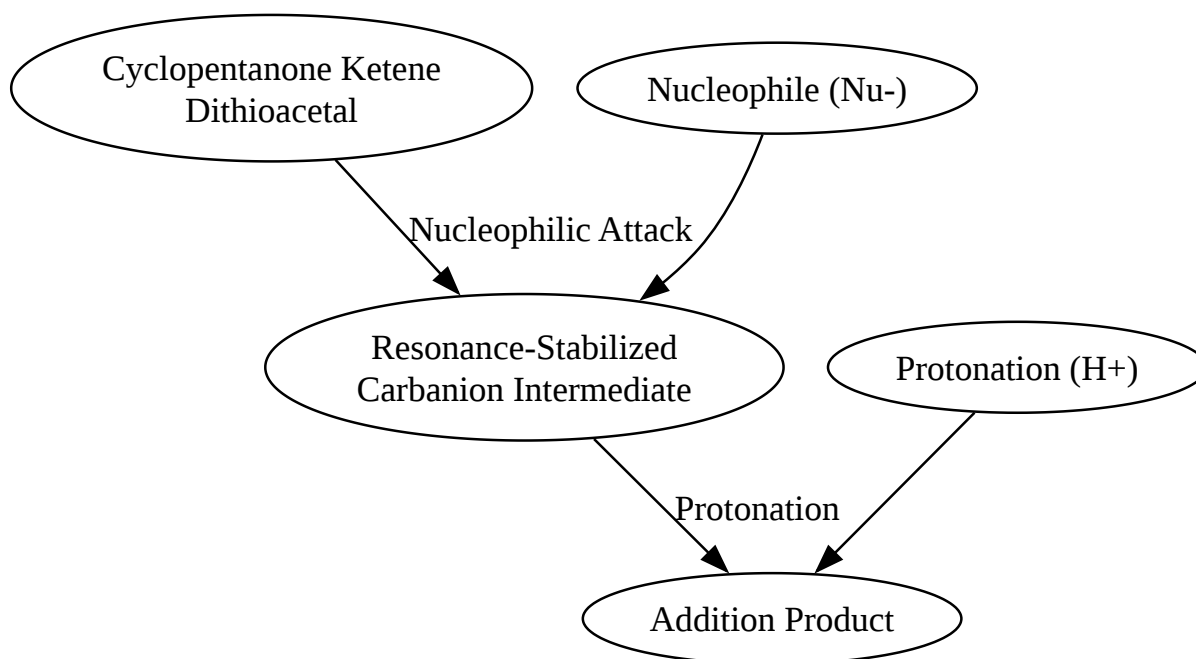 Cyclopentanone Ketene
Dithioacetal
Nucleophile (Nu-)
Nucleophilic Attack
Resonance-Stabilized
Carbanion Intermediate
Protonation (H+)
Protonation
Addition Product